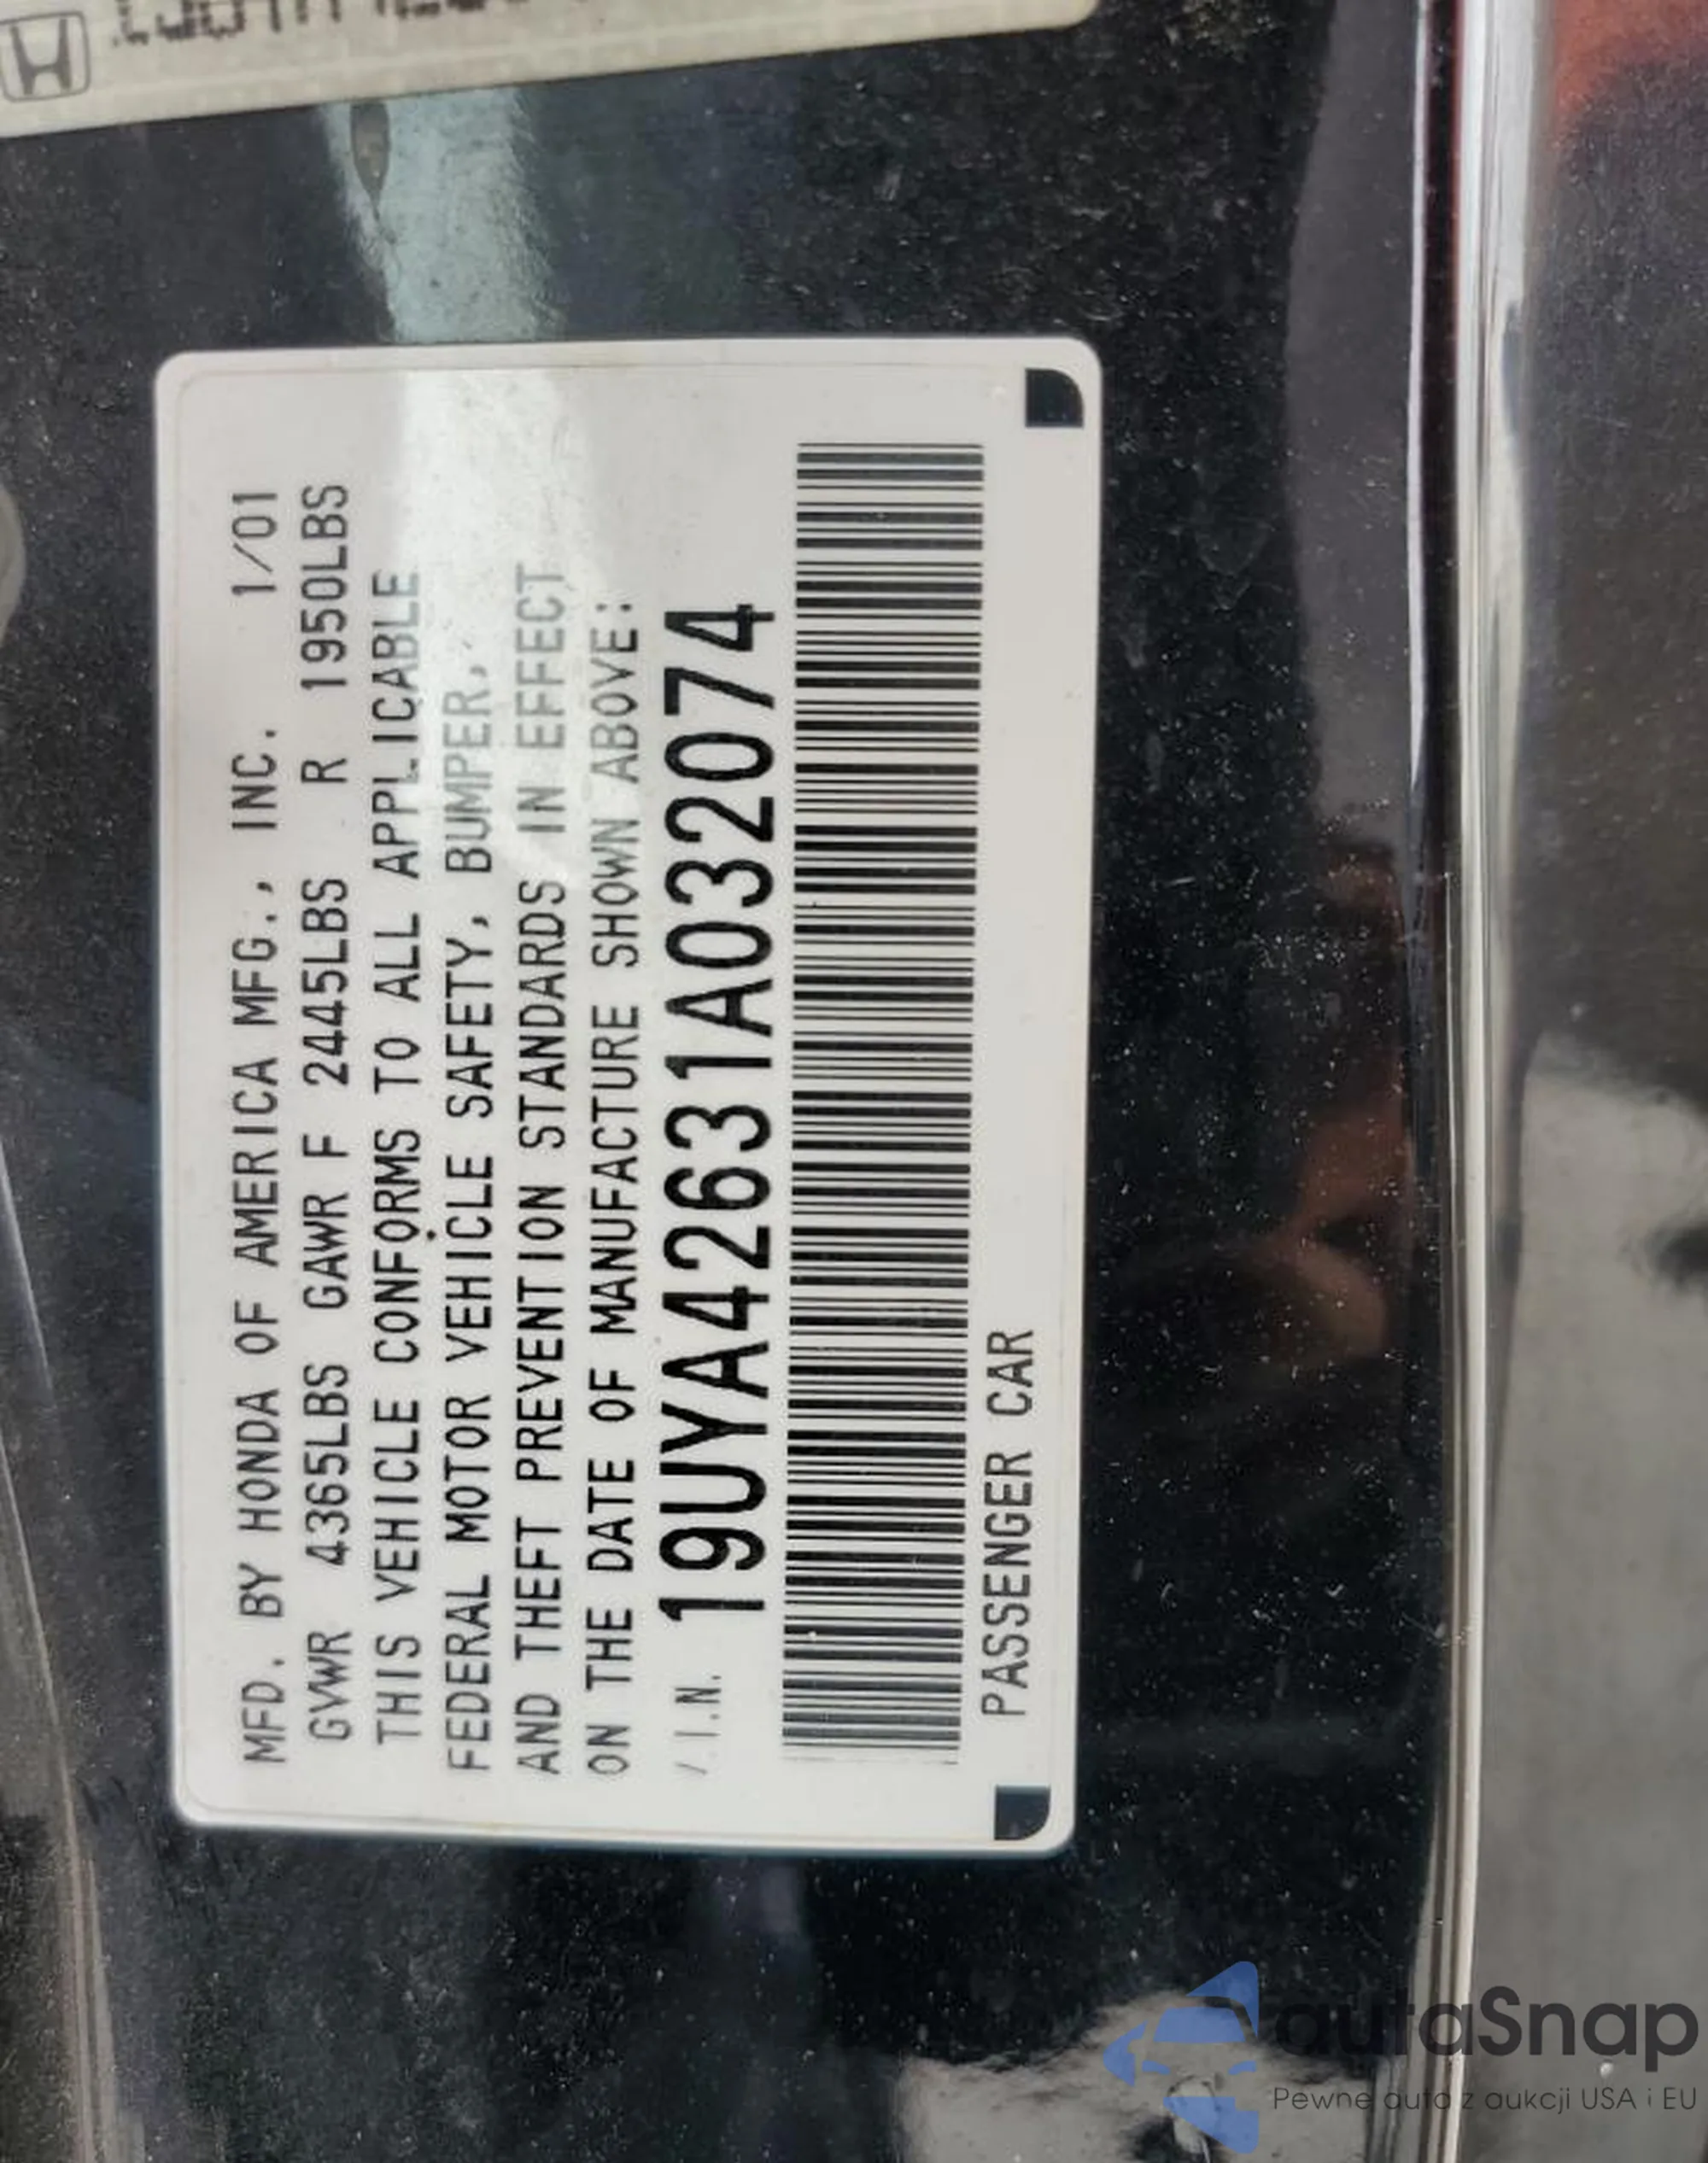 MFD. BY HONDA OF AMERICA MFG., INC. 1/01
GVWR 4365LBS GAWR F 2445LBS R 1950LBS
THIS VEHICLE CONFORMS TO ALL APPLICABLE
FEDERAL MOTOR VEHICLE SAFETY, BUMPER,
AND THEFT PREVENTION STANDARDS IN EFFECT
ON THE DATE OF MANUFACTURE SHOWN ABOVE:
V.I.N. 19UYA42631A032074
PASSENGER CAR
autaSnap
Pewne auta z aukcji USA i EU